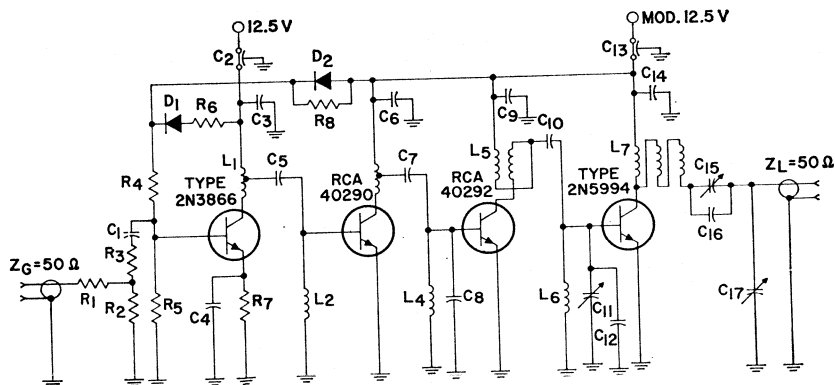 12.5 V
MOD. 12.5 V
C2
D2
C13
C14
D1
R6
C3
R8
C6
C9
C10
L1
C5
C7
L5
L7
C15
ZL=50 Ω
R4
TYPE
2N3866
RCA
40290
RCA
40292
TYPE
2N5994
C16
C1
R3
ZG=50 Ω
R1
R2
R5
C4
R7
L2
L4
C8
L6
C11
C12
C17